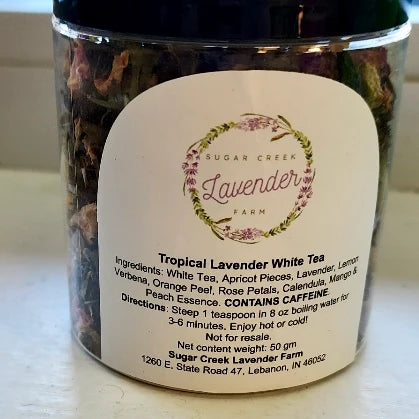 SUGAR CREEK
Lavender
FARM
Tropical Lavender White Tea
Ingredients: White Tea, Apricot Pieces, Lavender, Lemon
Verbena, Orange Peel, Rose Petals, Calendula, Mango &
Peach Essence. CONTAINS CAFFEINE.
Directions: Steep 1 teaspoon in 8 oz boiling water for
3-6 minutes. Enjoy hot or cold!
Not for resale.
Net content weight: 50 gm
Sugar Creek Lavender Farm
1260 E. State Road 47, Lebanon, IN 46052